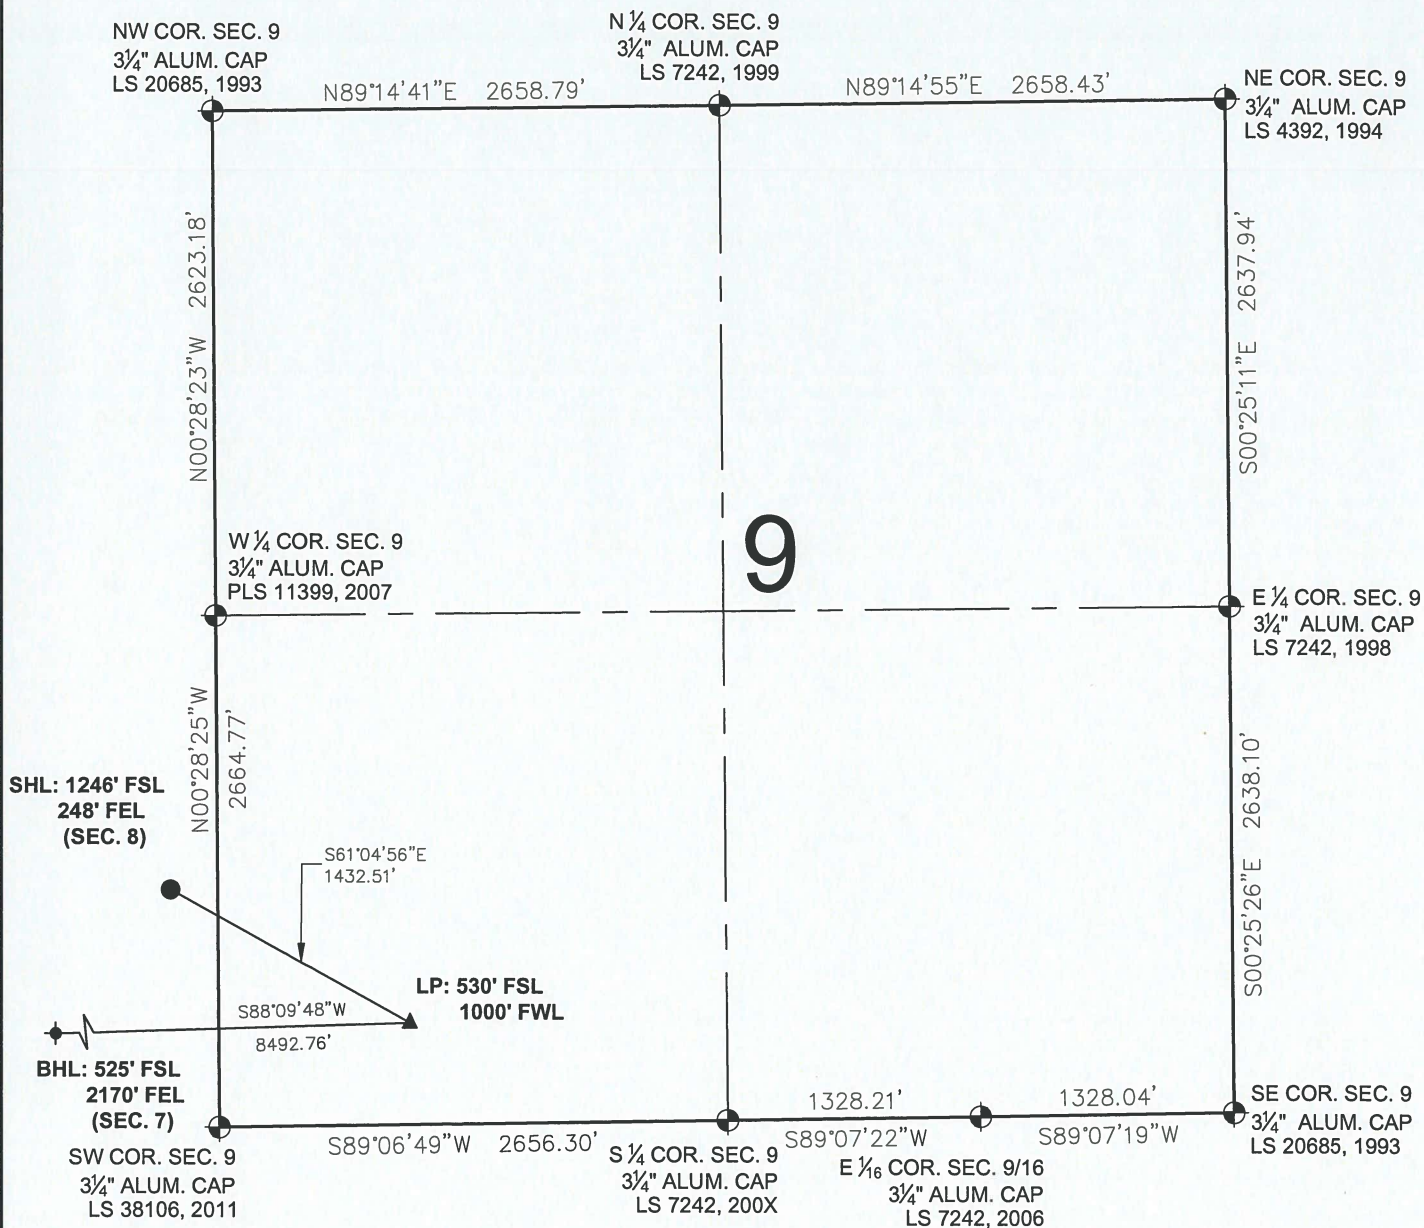 NW COR. SEC. 9
3¼" ALUM. CAP
LS 20685, 1993
N ¼ COR. SEC. 9
3¼" ALUM. CAP
LS 7242, 1999
NE COR. SEC. 9
3¼" ALUM. CAP
LS 4392, 1994
N89°14'41"E 2658.79'
N89°14'55"E 2658.43'
N00°28'23"W 2623.18'
S00°25'11"E 2637.94'
9
W ¼ COR. SEC. 9
3¼" ALUM. CAP
PLS 11399, 2007
E ¼ COR. SEC. 9
3¼" ALUM. CAP
LS 7242, 1998
N00°28'25"W
2664.77'
S00°25'26"E 2638.10'
SHL: 1246' FSL
248' FEL
(SEC. 8)
S61°04'56"E
1432.51'
LP: 530' FSL
1000' FWL
S88°09'48"W
8492.76'
BHL: 525' FSL
2170' FEL
(SEC. 7)
SW COR. SEC. 9
3¼" ALUM. CAP
LS 38106, 2011
S89°06'49"W 2656.30'
S ¼ COR. SEC. 9
3¼" ALUM. CAP
LS 7242, 200X
1328.21'
S89°07'22"W
E 1⁄16 COR. SEC. 9/16
3¼" ALUM. CAP
LS 7242, 2006
1328.04'
S89°07'19"W
SE COR. SEC. 9
3¼" ALUM. CAP
LS 20685, 1993